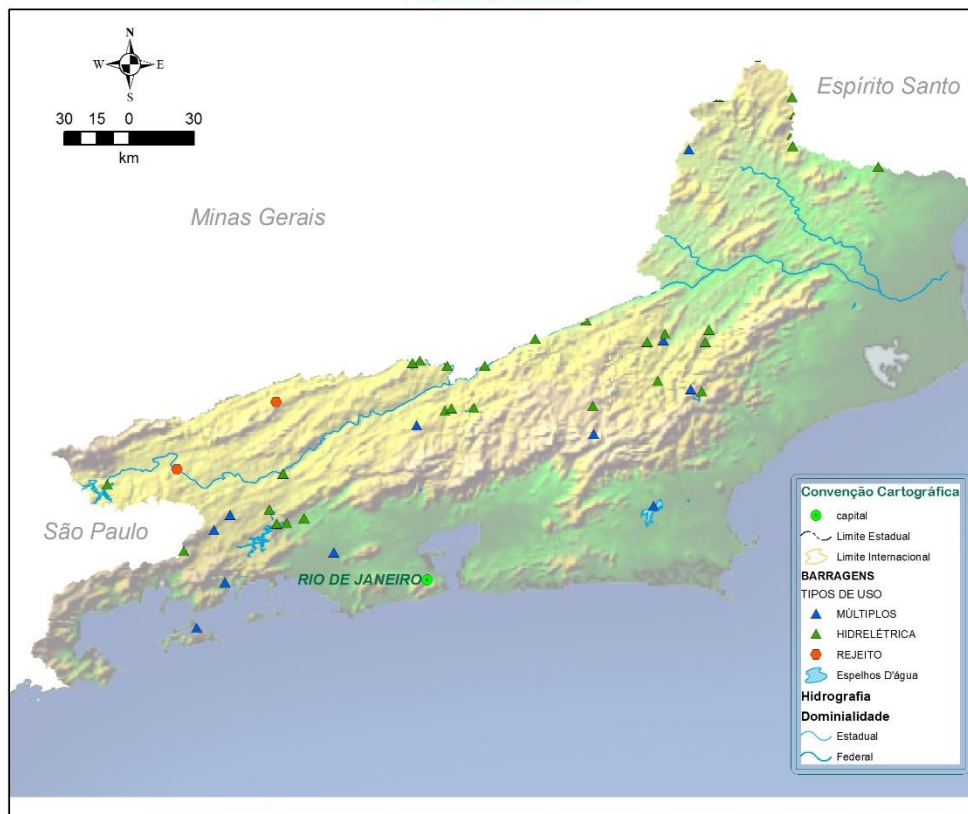 N
W E
S
30 15 0 30
km
Espírito Santo
Minas Gerais
São Paulo
RIO DE JANEIRO
Convenção Cartográfica
capital
Limite Estadual
Limite Internacional
BARRAGENS
TIPOS DE USO
MÚLTIPLOS
HIDRELÉTRICA
REJEITO
Espelhos D'água
Hidrografia
Dominialidade
Estadual
Federal